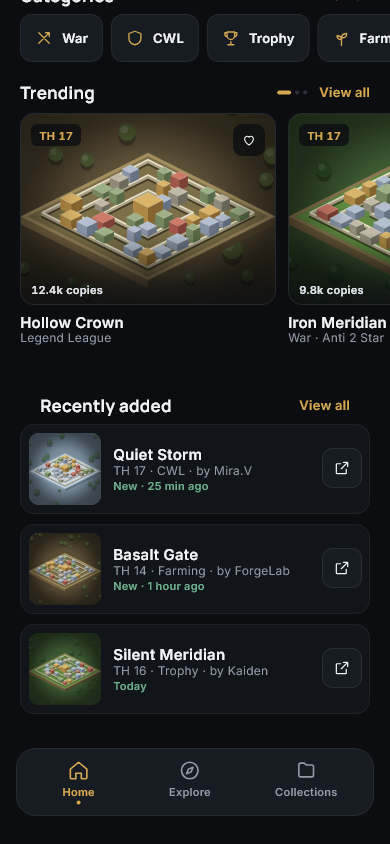 Categories
War
CWL
Trophy
Farm
Trending
View all
TH 17
12.4k copies
Hollow Crown
Legend League
TH 17
9.8k copies
Iron Meridian
War · Anti 2 Star
Recently added
View all
Quiet Storm
TH 17 · CWL · by Mira.V
New · 25 min ago
Basalt Gate
TH 14 · Farming · by ForgeLab
New · 1 hour ago
Silent Meridian
TH 16 · Trophy · by Kaiden
Today
Home
Explore
Collections